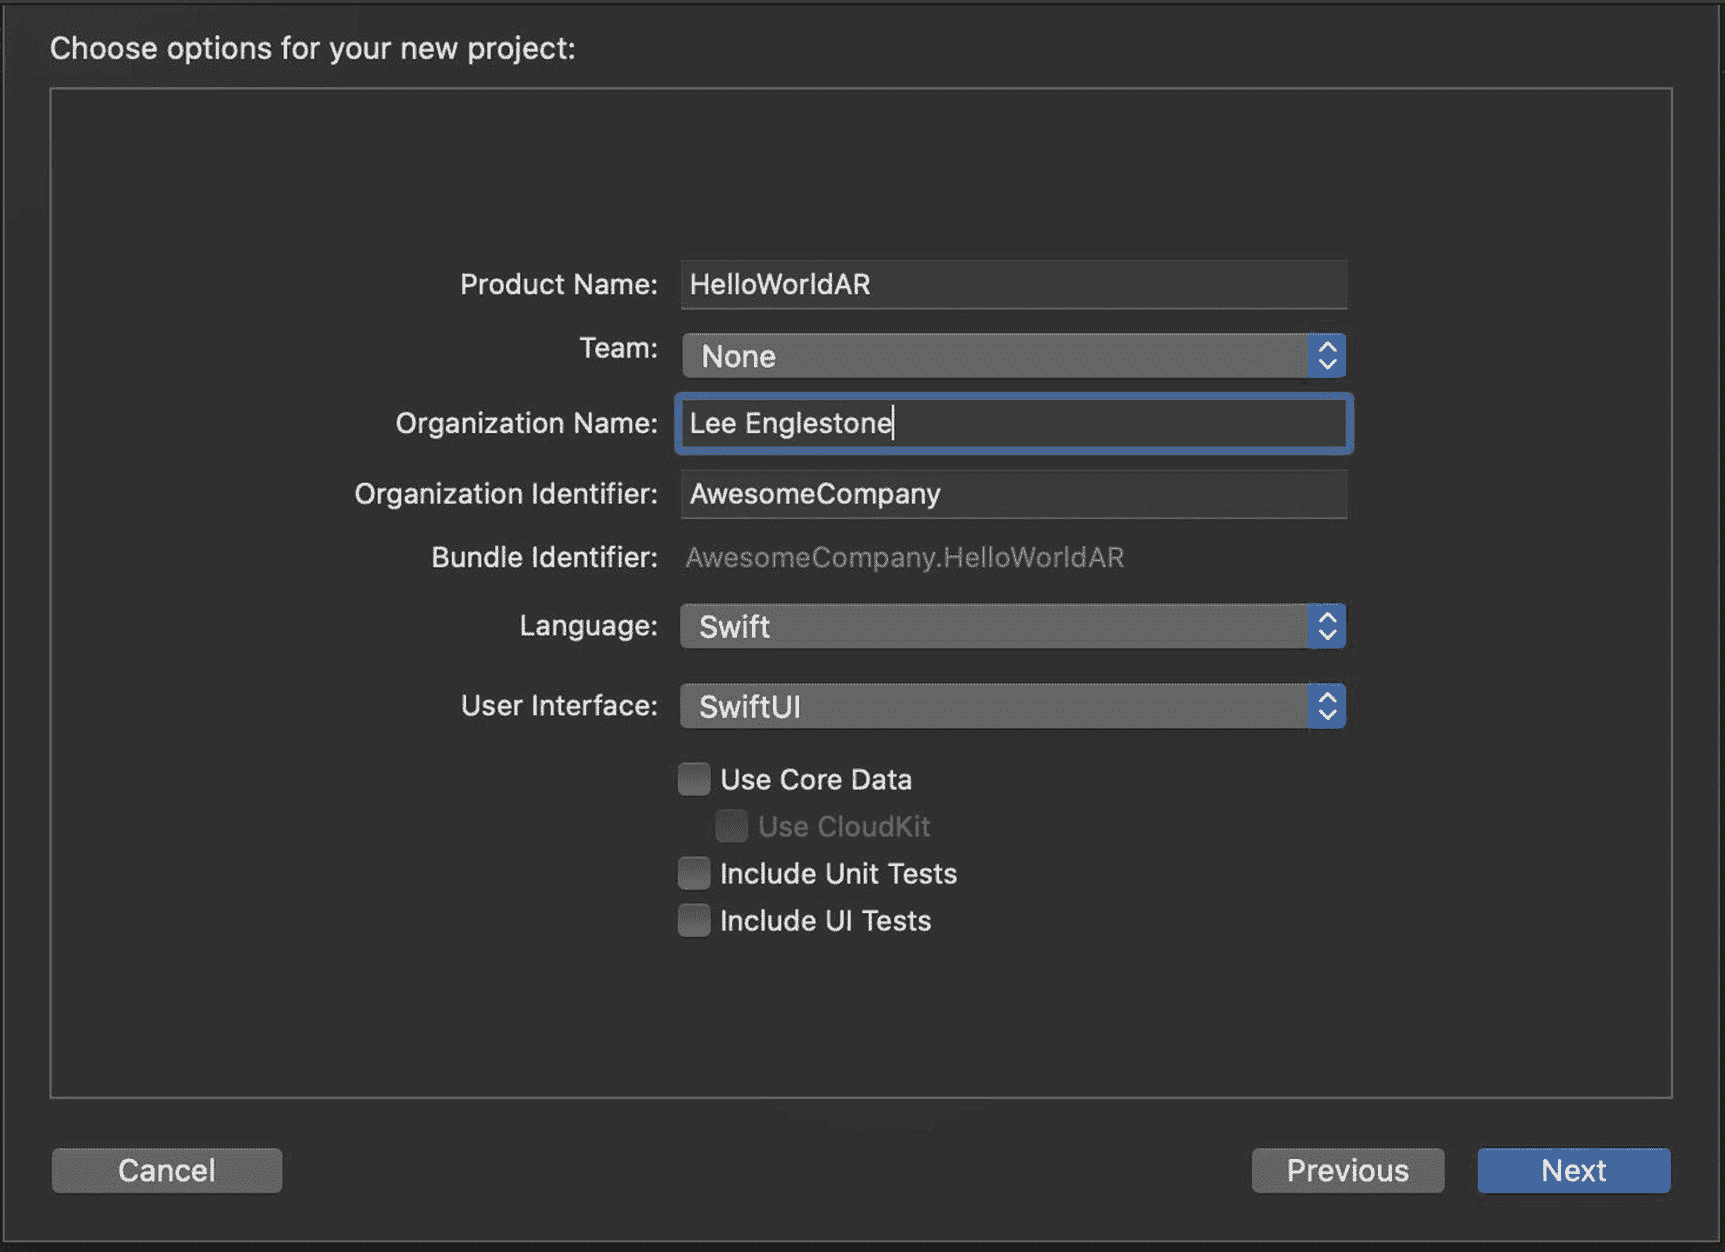 Choose options for your new project:
Product Name: HelloWorldAR
Team: None
Organization Name: Lee Englestone
Organization Identifier: AwesomeCompany
Bundle Identifier: AwesomeCompany.HelloWorldAR
Language: Swift
User Interface: SwiftUI
Use Core Data
Use CloudKit
Include Unit Tests
Include UI Tests
Cancel Previous Next